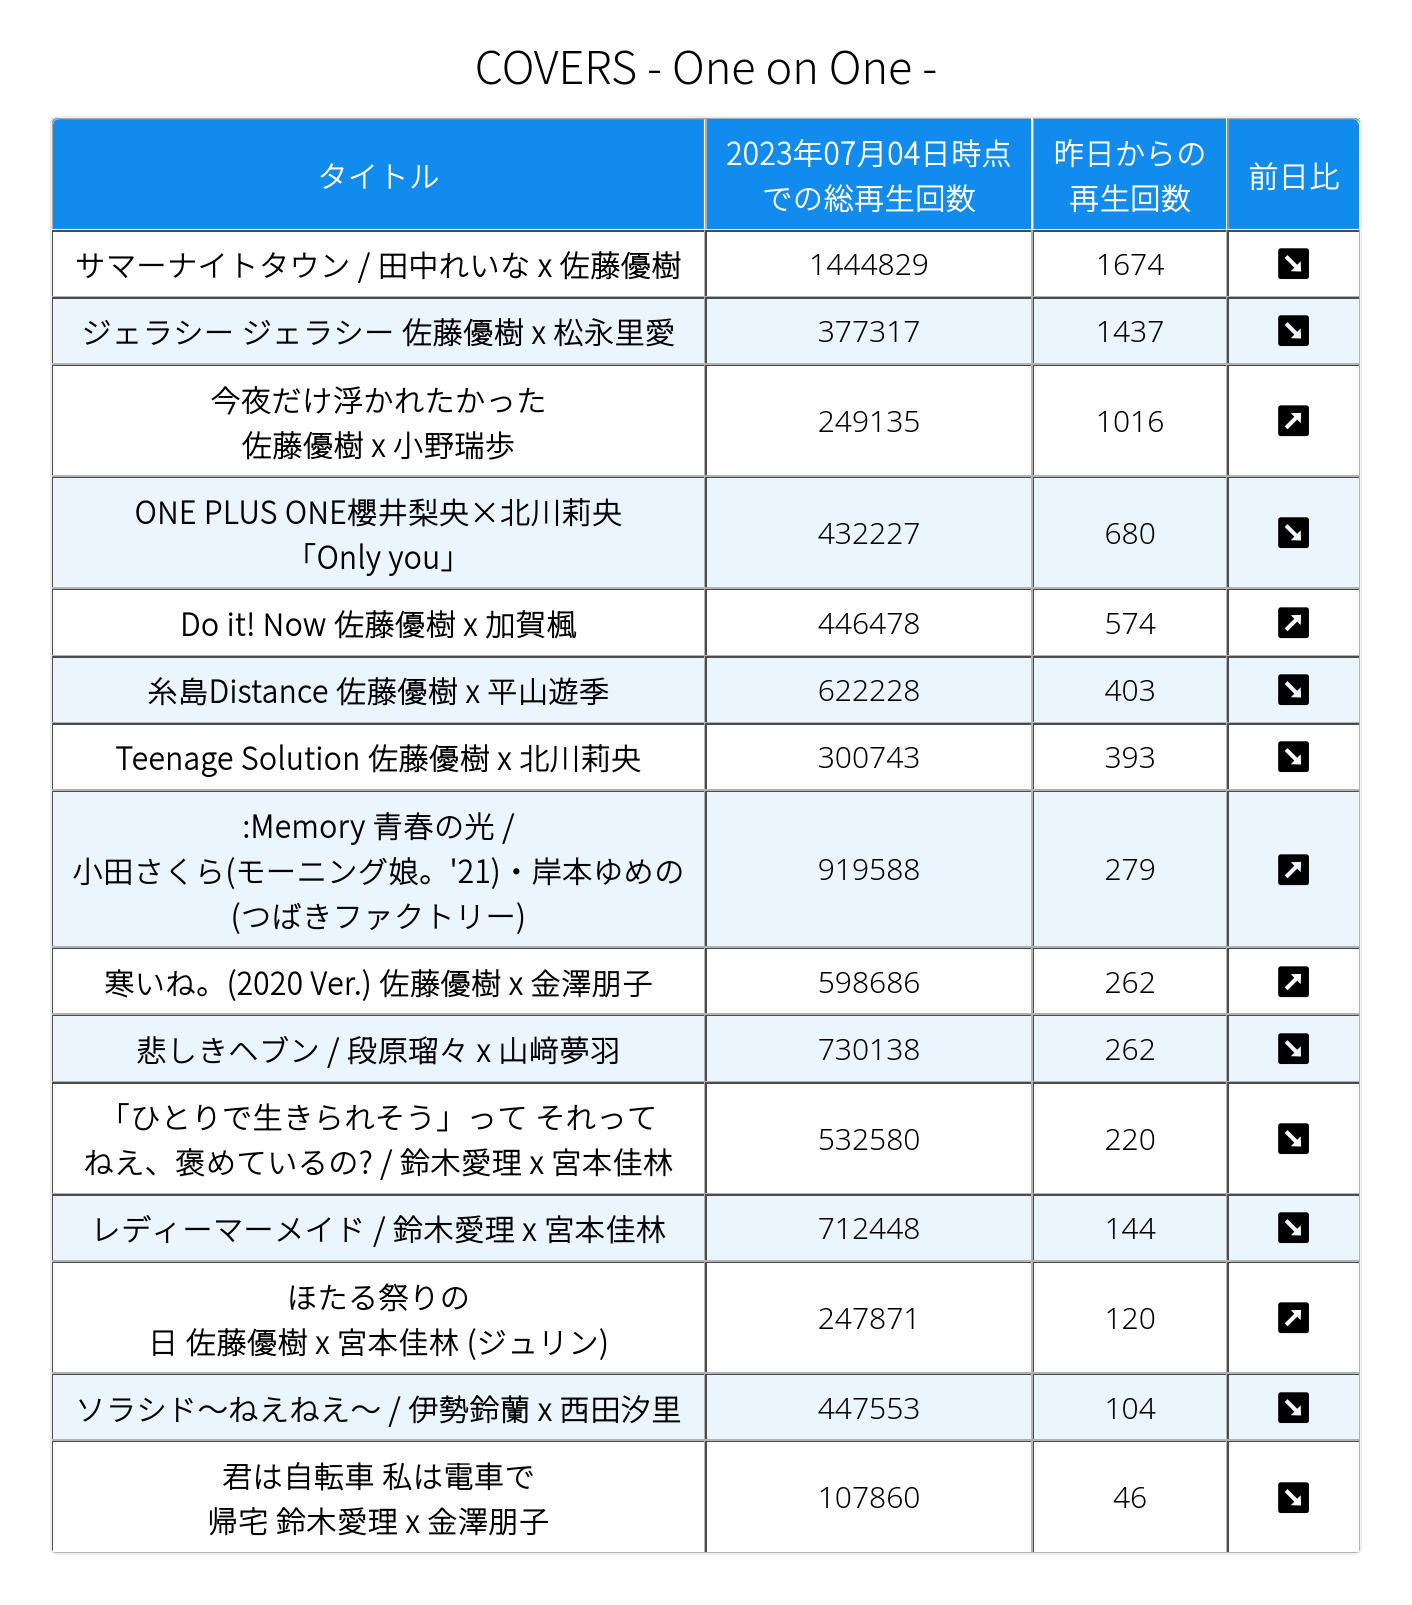 COVERS - One on One -
タイトル
2023年07月04日時点
での総再生回数
昨日からの
再生回数
前日比
サマーナイトタウン / 田中れいな x 佐藤優樹
1444829
1674
ジェラシー ジェラシー 佐藤優樹 x 松永里愛
377317
1437
今夜だけ浮かれたかった
佐藤優樹 x 小野瑞歩
249135
1016
ONE PLUS ONE櫻井梨央×北川莉央
「Only you」
432227
680
Do it! Now 佐藤優樹 x 加賀楓
446478
574
糸島Distance 佐藤優樹 x 平山遊季
622228
403
Teenage Solution 佐藤優樹 x 北川莉央
300743
393
:Memory 青春の光 /
小田さくら(モーニング娘。'21)・岸本ゆめの
(つばきファクトリー)
919588
279
寒いね。(2020 Ver.) 佐藤優樹 x 金澤朋子
598686
262
悲しきヘブン / 段原瑠々 x 山﨑夢羽
730138
262
「ひとりで生きられそう」って それって
ねえ、褒めているの? / 鈴木愛理 x 宮本佳林
532580
220
レディーマーメイド / 鈴木愛理 x 宮本佳林
712448
144
ほたる祭りの
日 佐藤優樹 x 宮本佳林 (ジュリン)
247871
120
ソラシド～ねえねえ～ / 伊勢鈴蘭 x 西田汐里
447553
104
君は自転車 私は電車で
帰宅 鈴木愛理 x 金澤朋子
107860
46